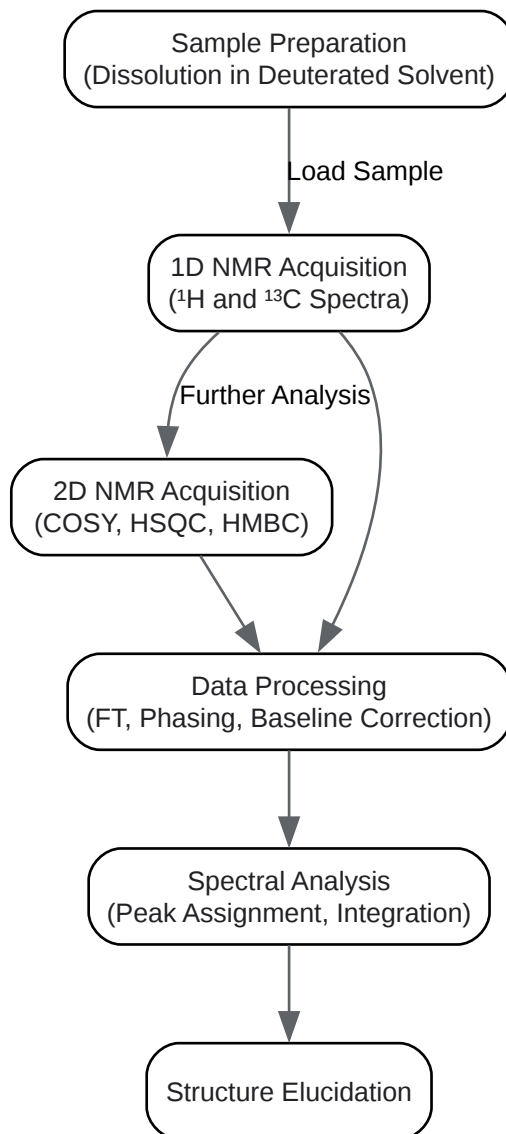 Sample Preparation
(Dissolution in Deuterated Solvent)
Load Sample
1D NMR Acquisition
(¹H and ¹³C Spectra)
Further Analysis
2D NMR Acquisition
(COSY, HSQC, HMBC)
Data Processing
(FT, Phasing, Baseline Correction)
Spectral Analysis
(Peak Assignment, Integration)
Structure Elucidation